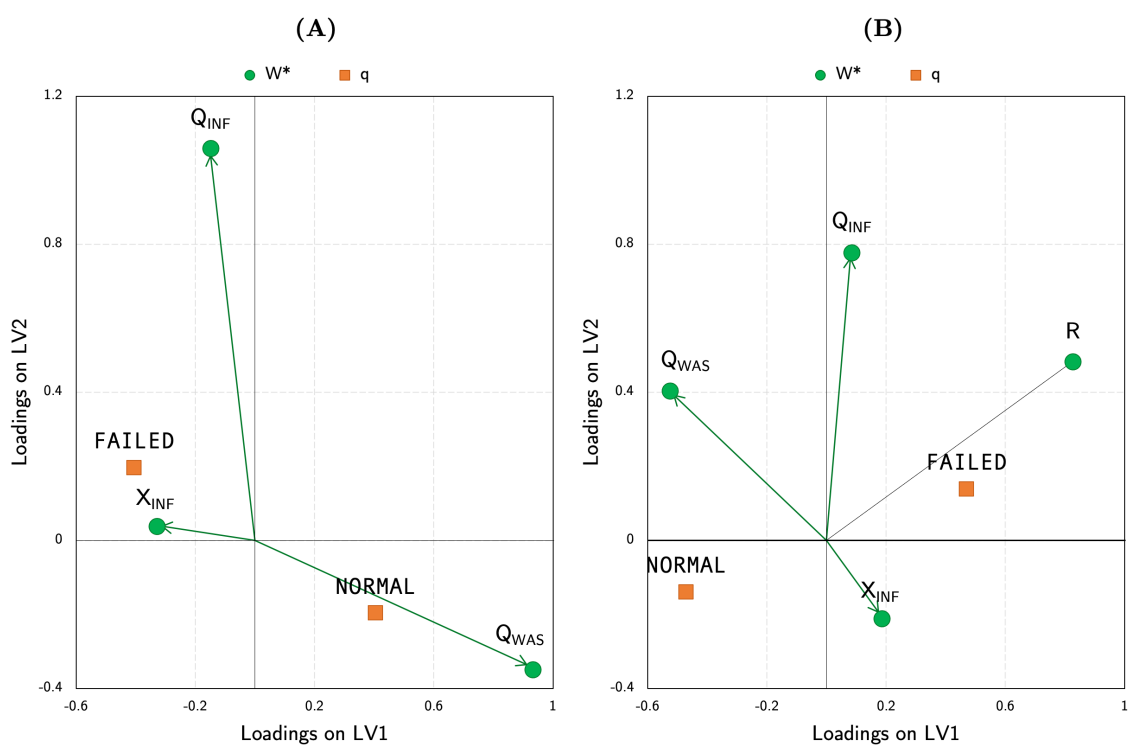 (A)
W* q
1.2
0.8
0.4
0
-0.4
-0.6 -0.2 0.2 0.6 1
Loadings on LV1
Loadings on LV2
Q_INF
FAILED
X_INF
NORMAL
Q_WAS
(B)
W* q
1.2
0.8
0.4
0
-0.4
-0.6 -0.2 0.2 0.6 1
Loadings on LV1
Loadings on LV2
Q_INF
R
Q_WAS
FAILED
NORMAL
X_INF